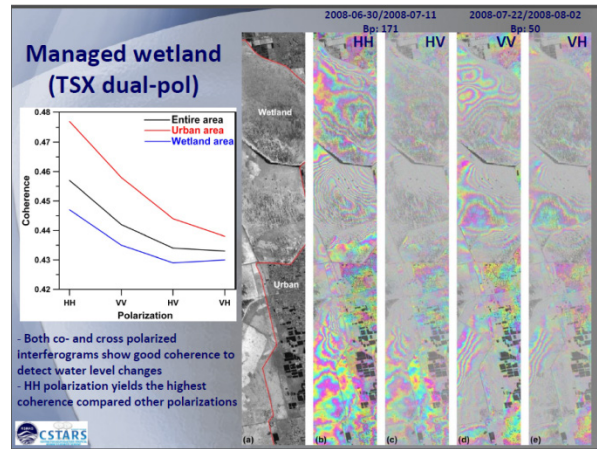 Managed wetland
(TSX dual-pol)
2008-06-30/2008-07-11
Bp: 171
2008-07-22/2008-08-02
Bp: 50
HH
HV
VV
VH
0.48
0.47
0.46
0.45
0.44
0.43
0.42
Coherence
Entire area
Urban area
Wetland area
HH
VV
HV
VH
Polarization
Wetland
Urban
- Both co- and cross polarized
interferograms show good coherence to
detect water level changes
- HH polarization yields the highest
coherence compared other polarizations
CSTARS
(a)
(b)
(c)
(d)
(e)